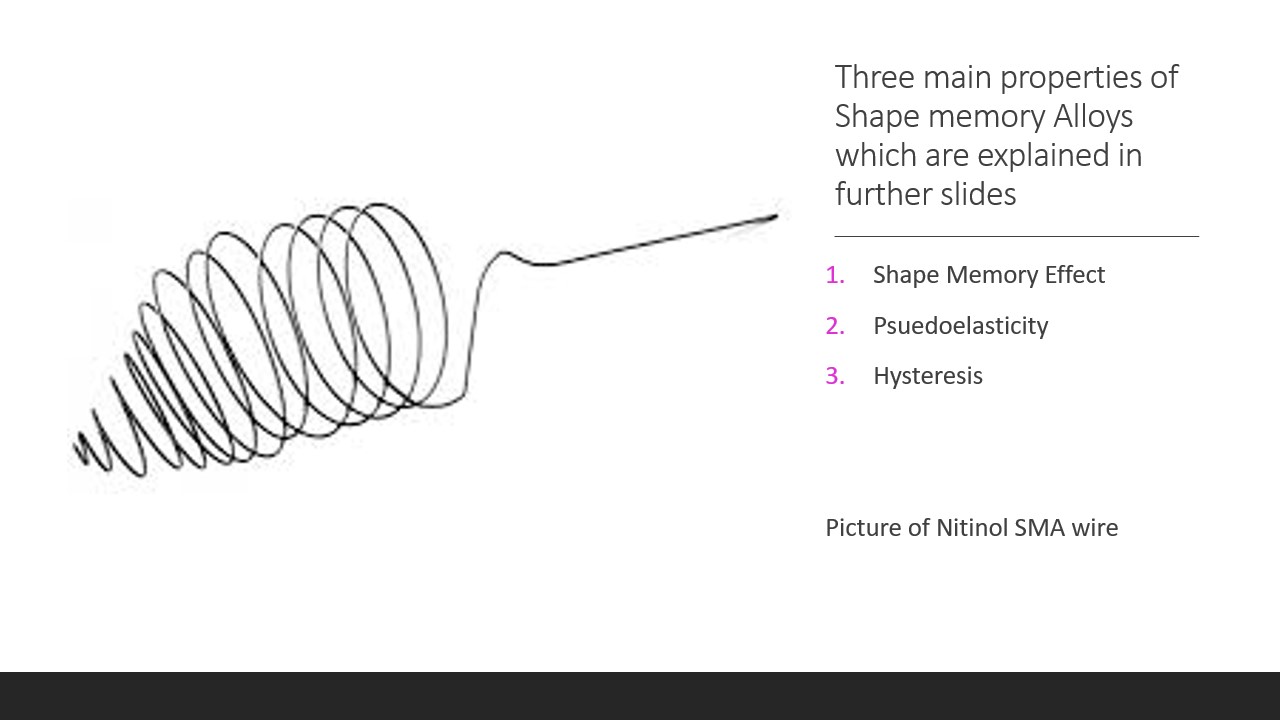 Three main properties of
Shape memory Alloys
which are explained in
further slides
1. Shape Memory Effect
2. Psuedoelasticity
3. Hysteresis
Picture of Nitinol SMA wire